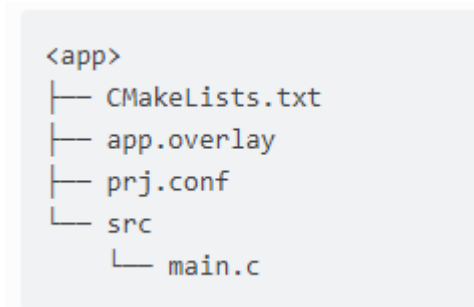 <app>
├── CMakeLists.txt
├── app.overlay
├── prj.conf
└── src
    └── main.c